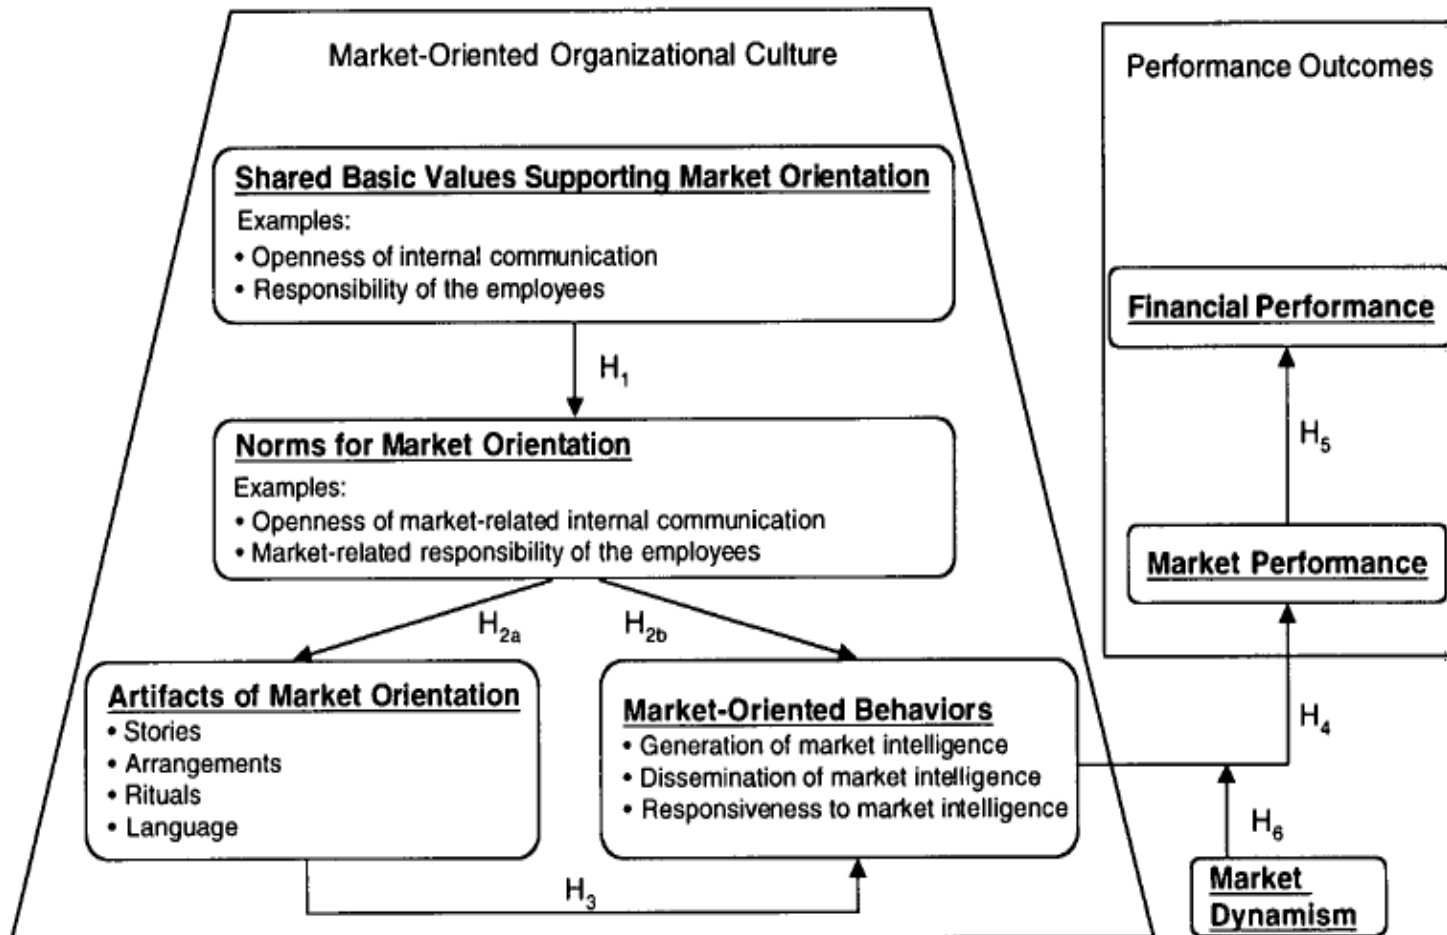 Market-Oriented Organizational Culture
Shared Basic Values Supporting Market Orientation
Examples:
• Openness of internal communication
• Responsibility of the employees
H1
Norms for Market Orientation
Examples:
• Openness of market-related internal communication
• Market-related responsibility of the employees
H2a
H2b
Artifacts of Market Orientation
• Stories
• Arrangements
• Rituals
• Language
Market-Oriented Behaviors
• Generation of market intelligence
• Dissemination of market intelligence
• Responsiveness to market intelligence
H3
Performance Outcomes
Financial Performance
H5
Market Performance
H4
H6
Market
Dynamism